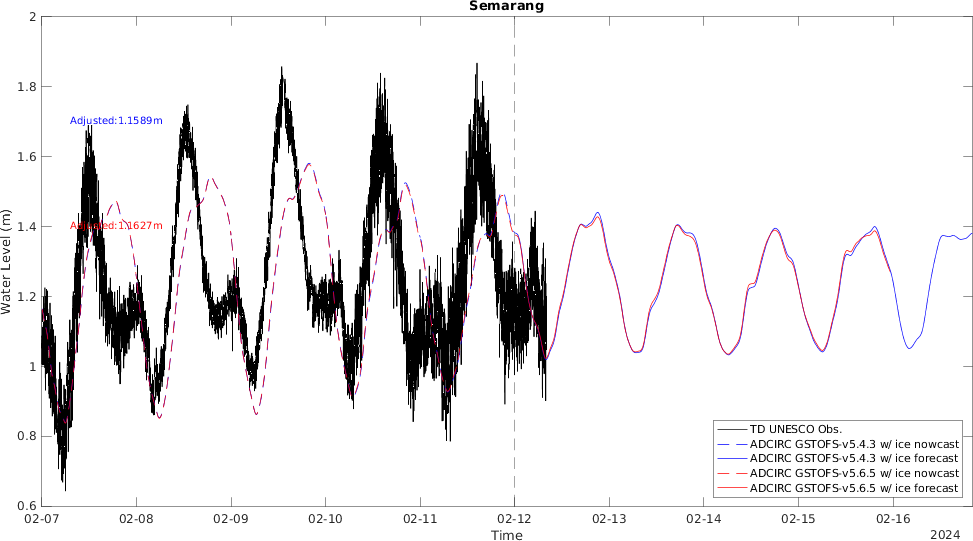 Semarang
2
1.8
1.6
1.4
1.2
1
0.8
0.6
Water Level (m)
Adjusted:1.1589m
Adjusted:1.1627m
TD UNESCO Obs.
ADCIRC GSTOFS-v5.4.3 w/ ice nowcast
ADCIRC GSTOFS-v5.4.3 w/ ice forecast
ADCIRC GSTOFS-v5.6.5 w/ ice nowcast
ADCIRC GSTOFS-v5.6.5 w/ ice forecast
02-07 02-08 02-09 02-10 02-11 02-12 02-13 02-14 02-15 02-16
Time
2024